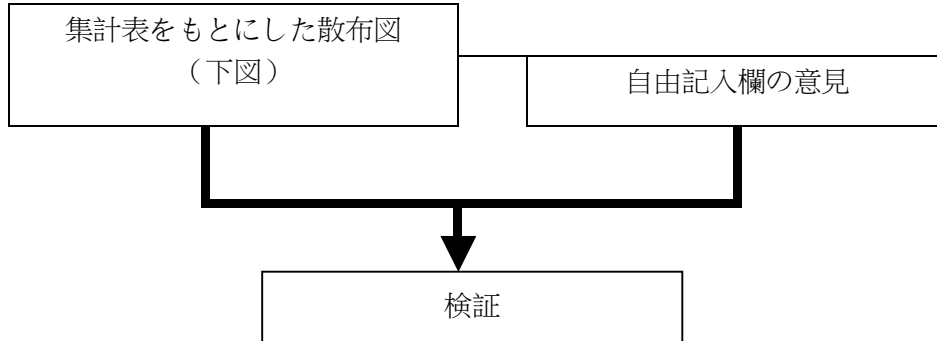 集計表をもとにした散布図
（下図）
自由記入欄の意見
検証